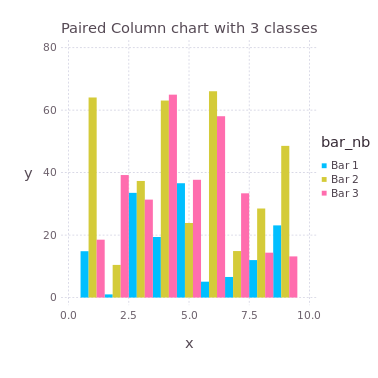 Paired Column chart with 3 classes
80
60
40
20
0
y
0.0 2.5 5.0 7.5 10.0
x
bar_nb
Bar 1
Bar 2
Bar 3